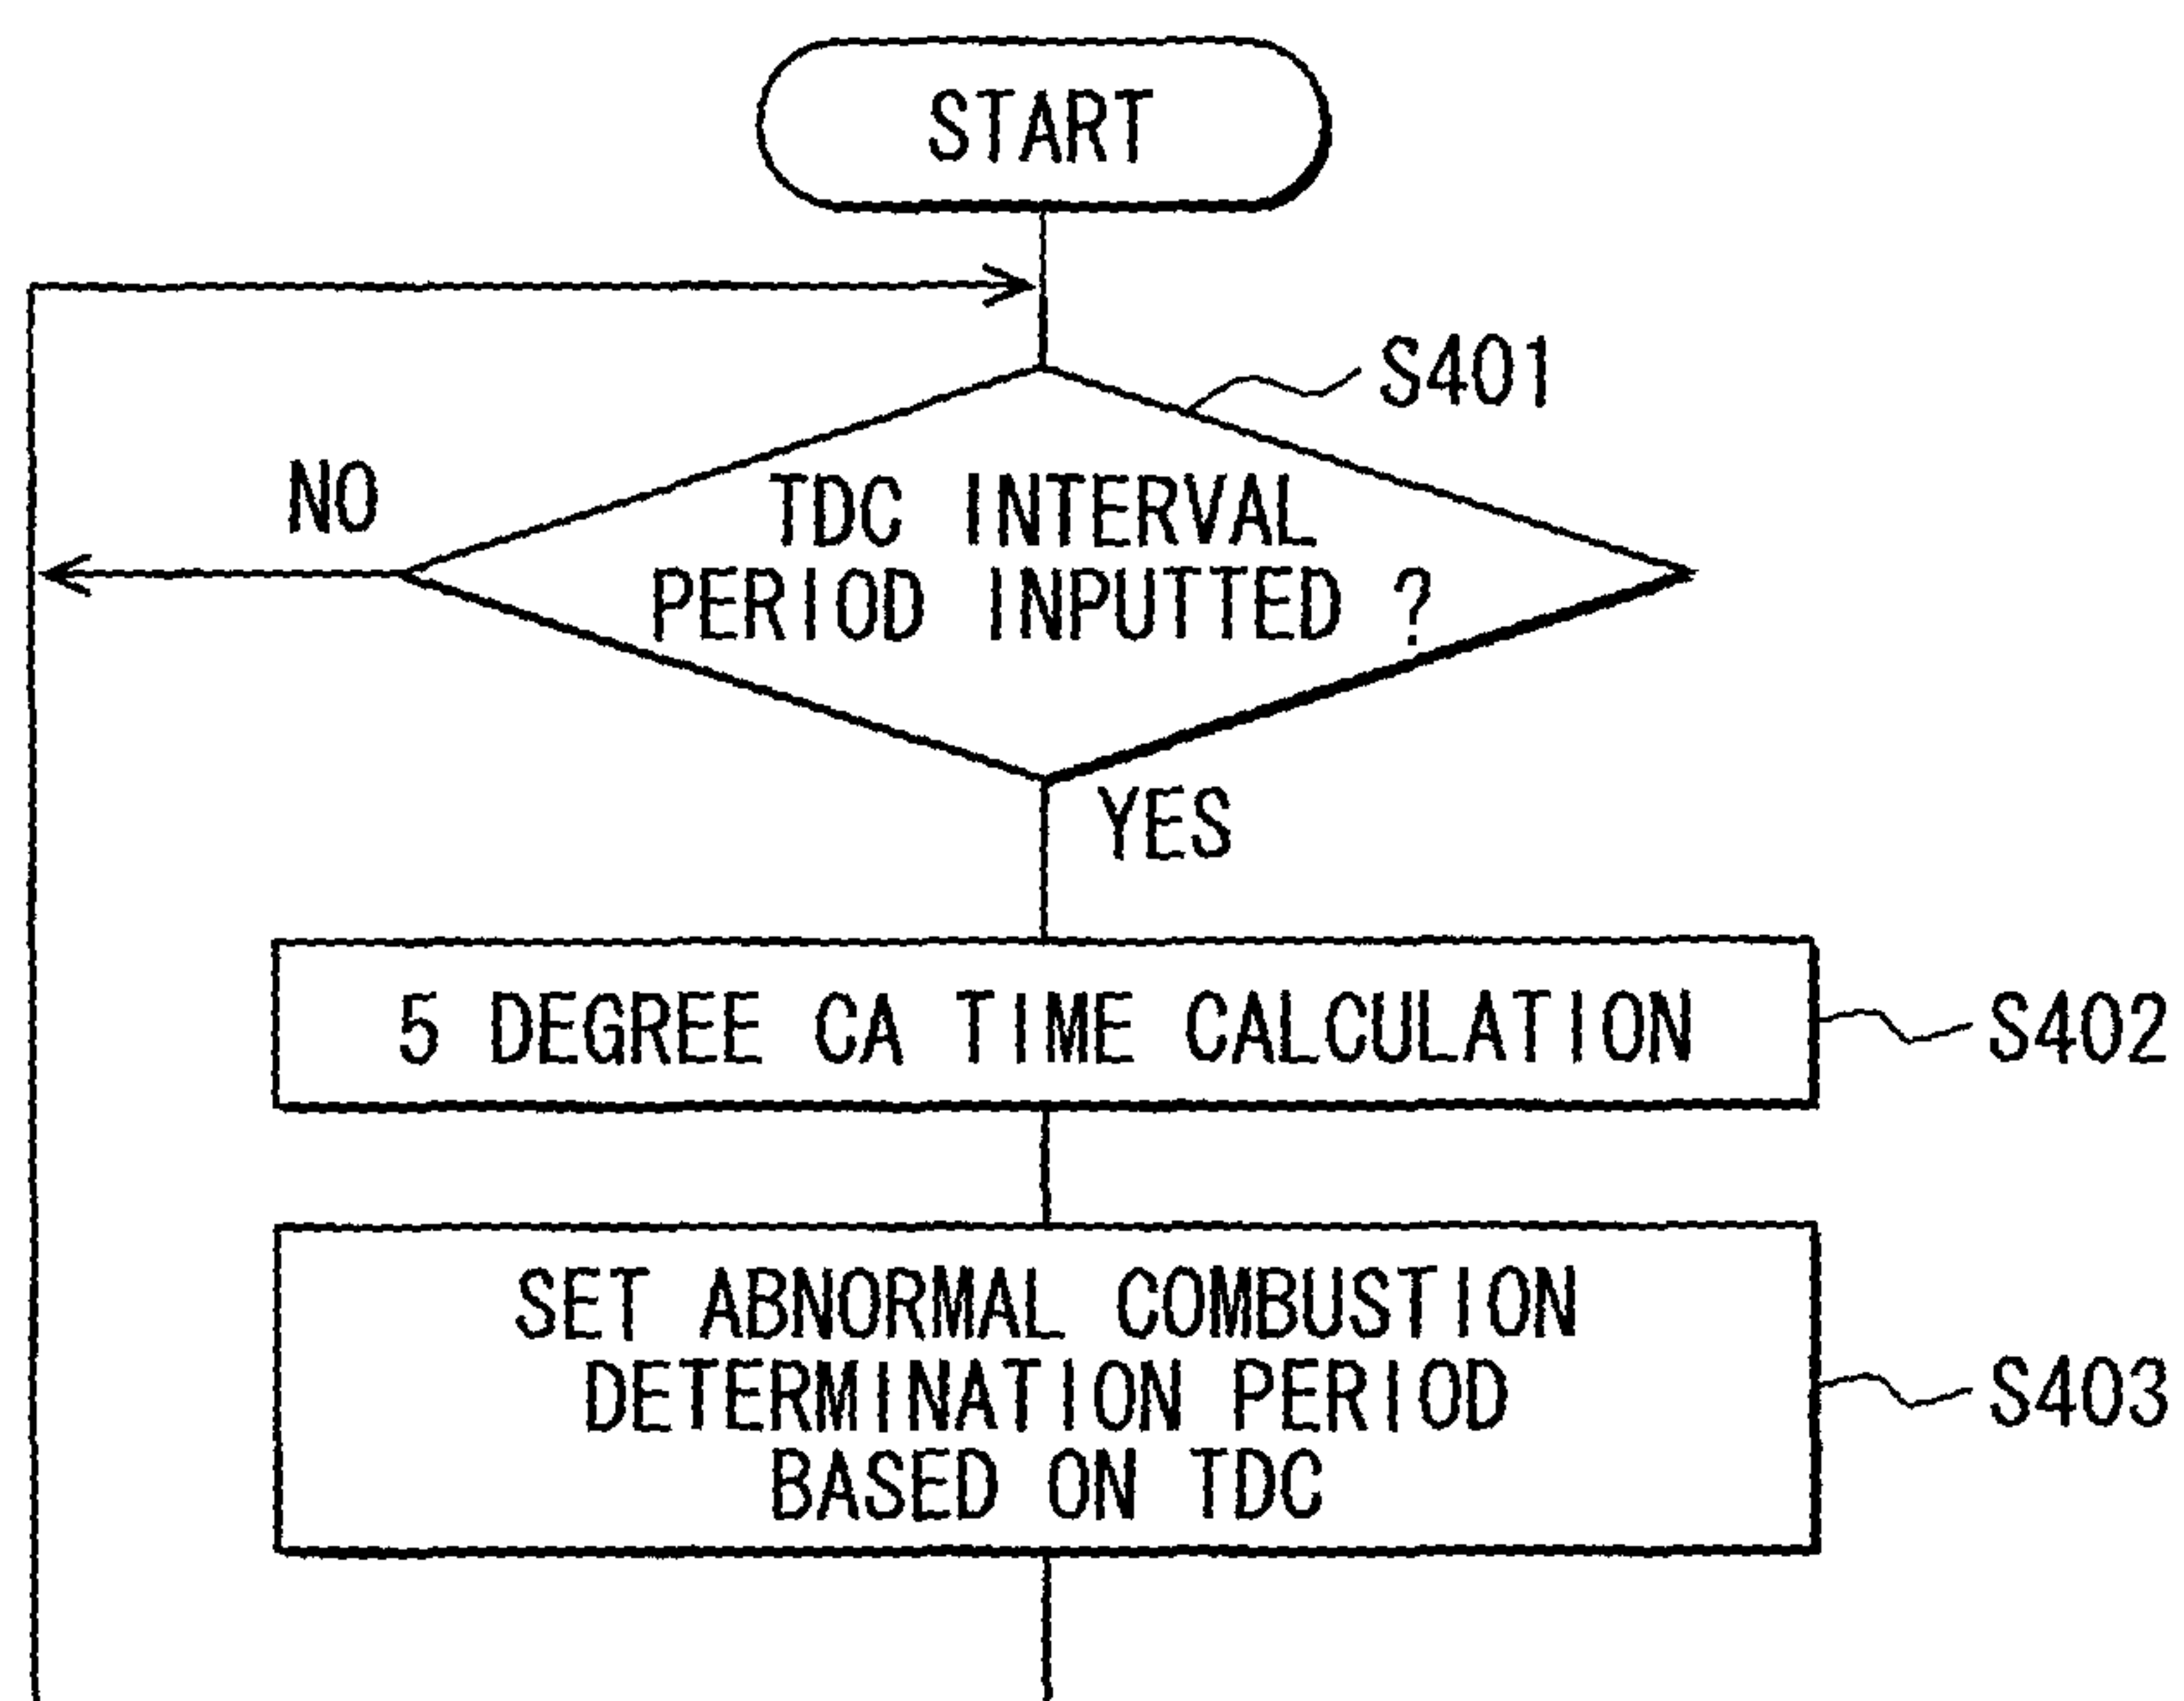 START
S401
NO
TDC INTERVAL
PERIOD INPUTTED ?
YES
5 DEGREE CA TIME CALCULATION
S402
SET ABNORMAL COMBUSTION
DETERMINATION PERIOD
BASED ON TDC
S403